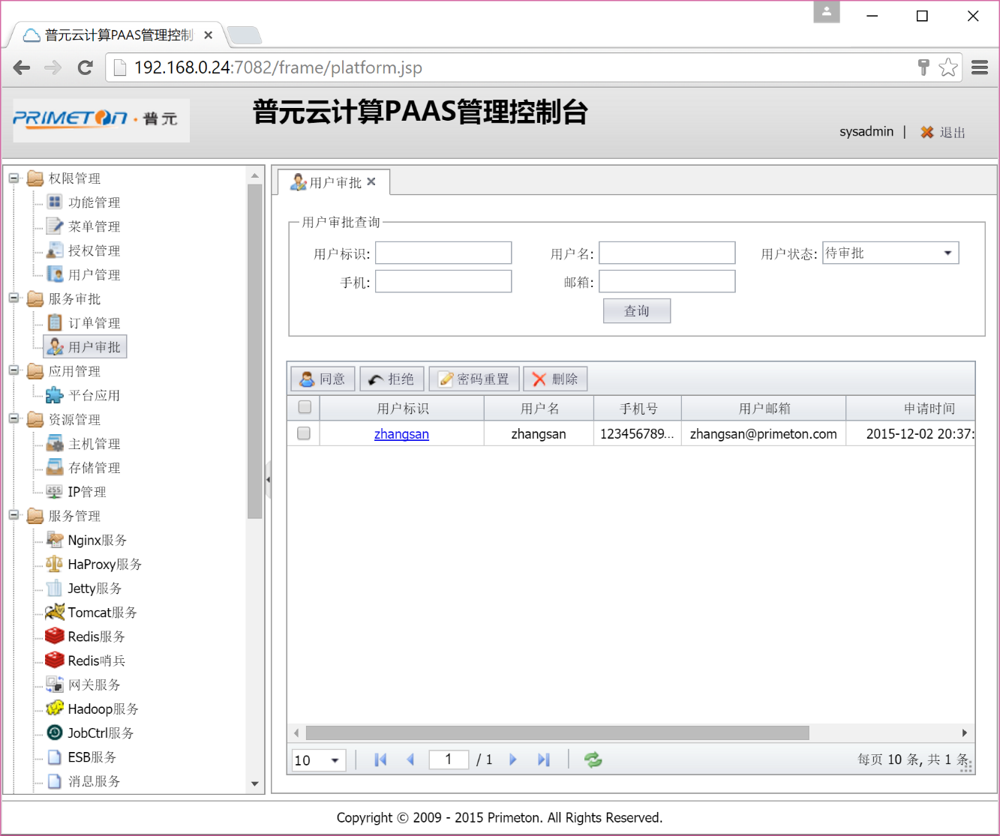 普元云计算PAAS管理控制
192.168.0.24:7082/frame/platform.jsp
PRIMETON·普元
普元云计算PAAS管理控制台
sysadmin | 退出
权限管理
功能管理
菜单管理
授权管理
用户管理
服务审批
订单管理
用户审批
应用管理
平台应用
资源管理
主机管理
存储管理
255
IP管理
服务管理
Nginx服务
HaProxy服务
Jetty服务
Tomcat服务
Redis服务
Redis哨兵
网关服务
Hadoop服务
JobCtrl服务
ESB服务
消息服务
用户审批
用户审批查询
用户标识: 用户名: 用户状态: 待审批
手机: 邮箱:
查询
同意 拒绝 密码重置 删除
用户标识 用户名 手机号 用户邮箱 申请时间
zhangsan zhangsan 123456789... zhangsan@primeton.com 2015-12-02 20:37:
10 1 / 1 每页 10 条, 共 1 条
Copyright © 2009 - 2015 Primeton. All Rights Reserved.